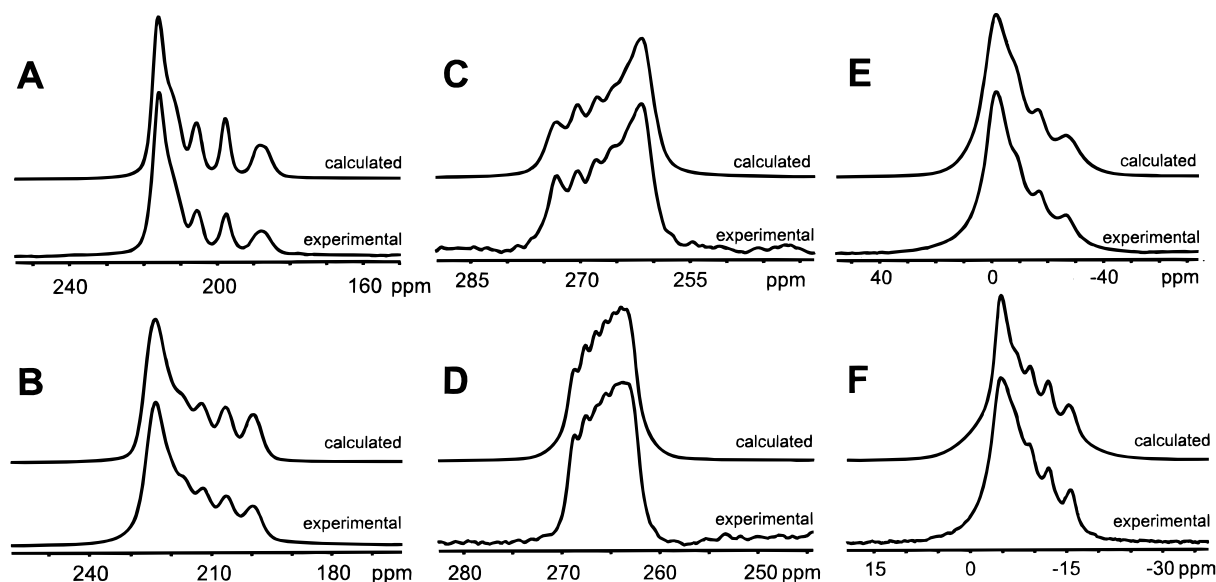 A
calculated
experimental
240 200 160 ppm
C
calculated
experimental
285 270 255 ppm
E
calculated
experimental
40 0 -40 ppm
B
calculated
experimental
240 210 180 ppm
D
calculated
experimental
280 270 260 250 ppm
F
calculated
experimental
15 0 -15 -30 ppm